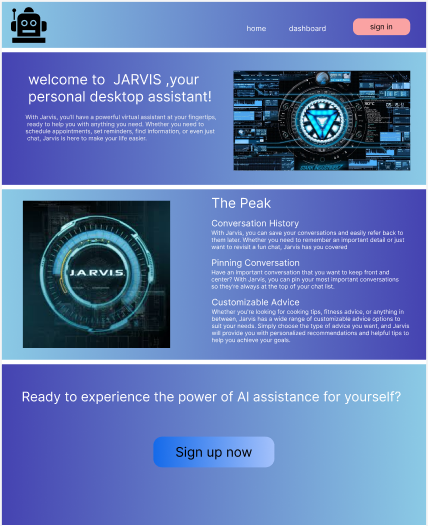 home dashboard sign in
welcome to JARVIS ,your
personal desktop assistant!
With Jarvis, you'll have a powerful virtual assistant at your fingertips,
ready to help you with anything you need. Whether you need to
schedule appointments, set reminders, find information, or even just
chat, Jarvis is here to make your life easier.
J.A.R.V.I.S
The Peak
Conversation History
With Jarvis, you can save your conversations and easily refer back to
them later. Whether you need to remember an important detail or just
want to revisit a fun chat, Jarvis has you covered
Pinning Conversation
Have an important conversation that you want to keep front and
center? With Jarvis, you can pin your most important conversations
so they're always at the top of your chat list.
Customizable Advice
Whether you're looking for cooking tips, fitness advice, or anything in
between, Jarvis has a wide range of customizable advice options to
suit your needs. Simply choose the type of advice you want, and Jarvis
will provide you with personalized recommendations and helpful tips to
help you achieve your goals.
Ready to experience the power of AI assistance for yourself?
Sign up now